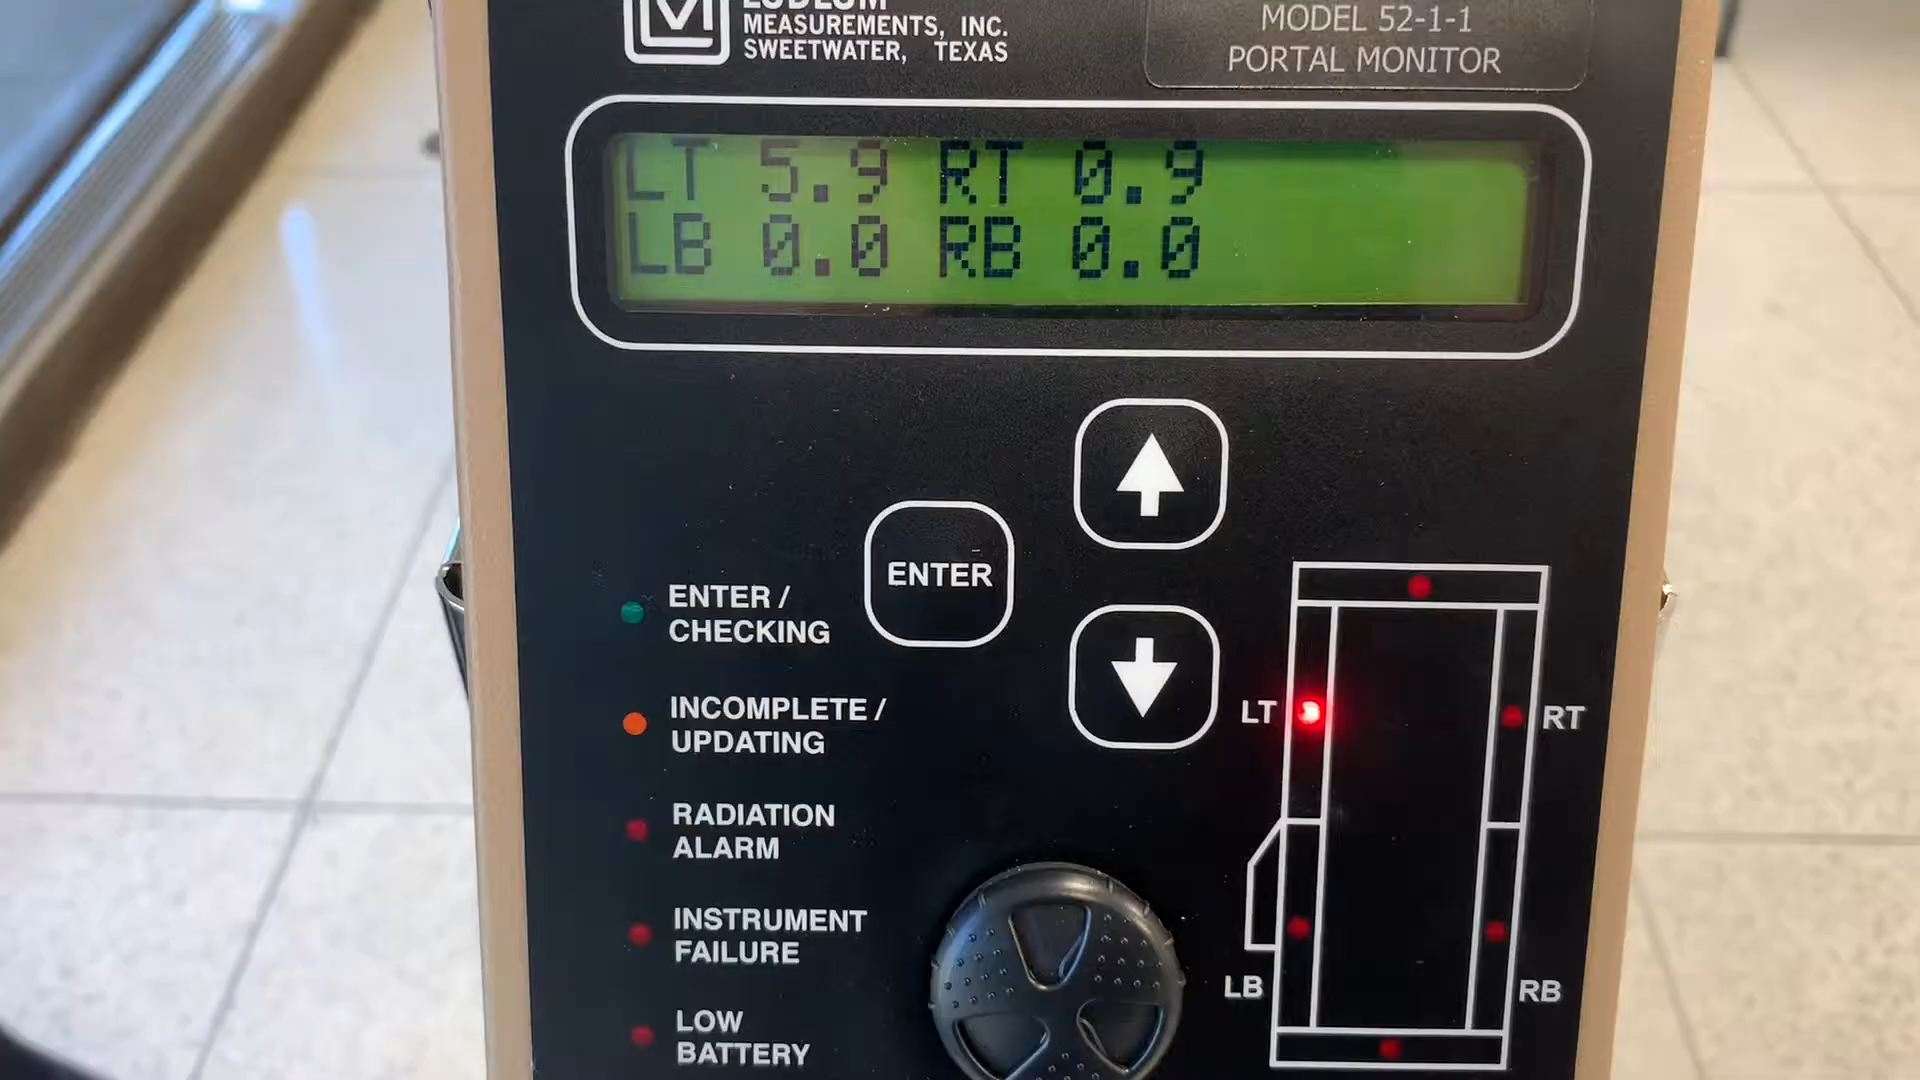 LUDLUM
MEASUREMENTS, INC.
SWEETWATER, TEXAS
MODEL 52-1-1
PORTAL MONITOR
LT 5.9 RT 0.9
LB 0.0 RB 0.0
ENTER
ENTER /
CHECKING
INCOMPLETE /
UPDATING
RADIATION
ALARM
INSTRUMENT
FAILURE
LOW
BATTERY
LT
RT
LB
RB